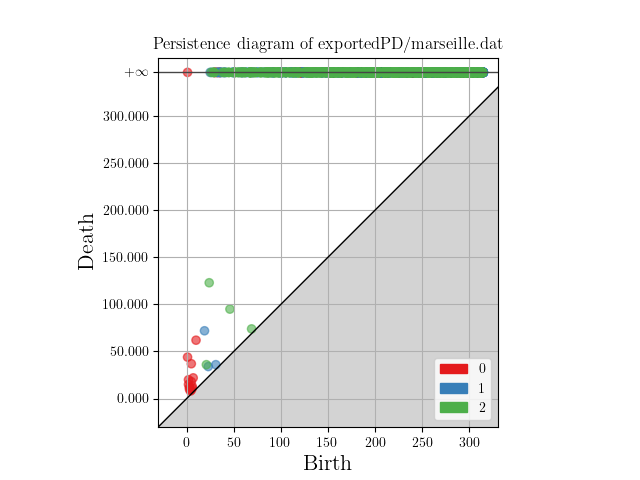 Persistence diagram of exportedPD/marseille.dat
+∞
300.000
250.000
200.000
150.000
100.000
50.000
0.000
Death
0
1
2
0 50 100 150 200 250 300
Birth